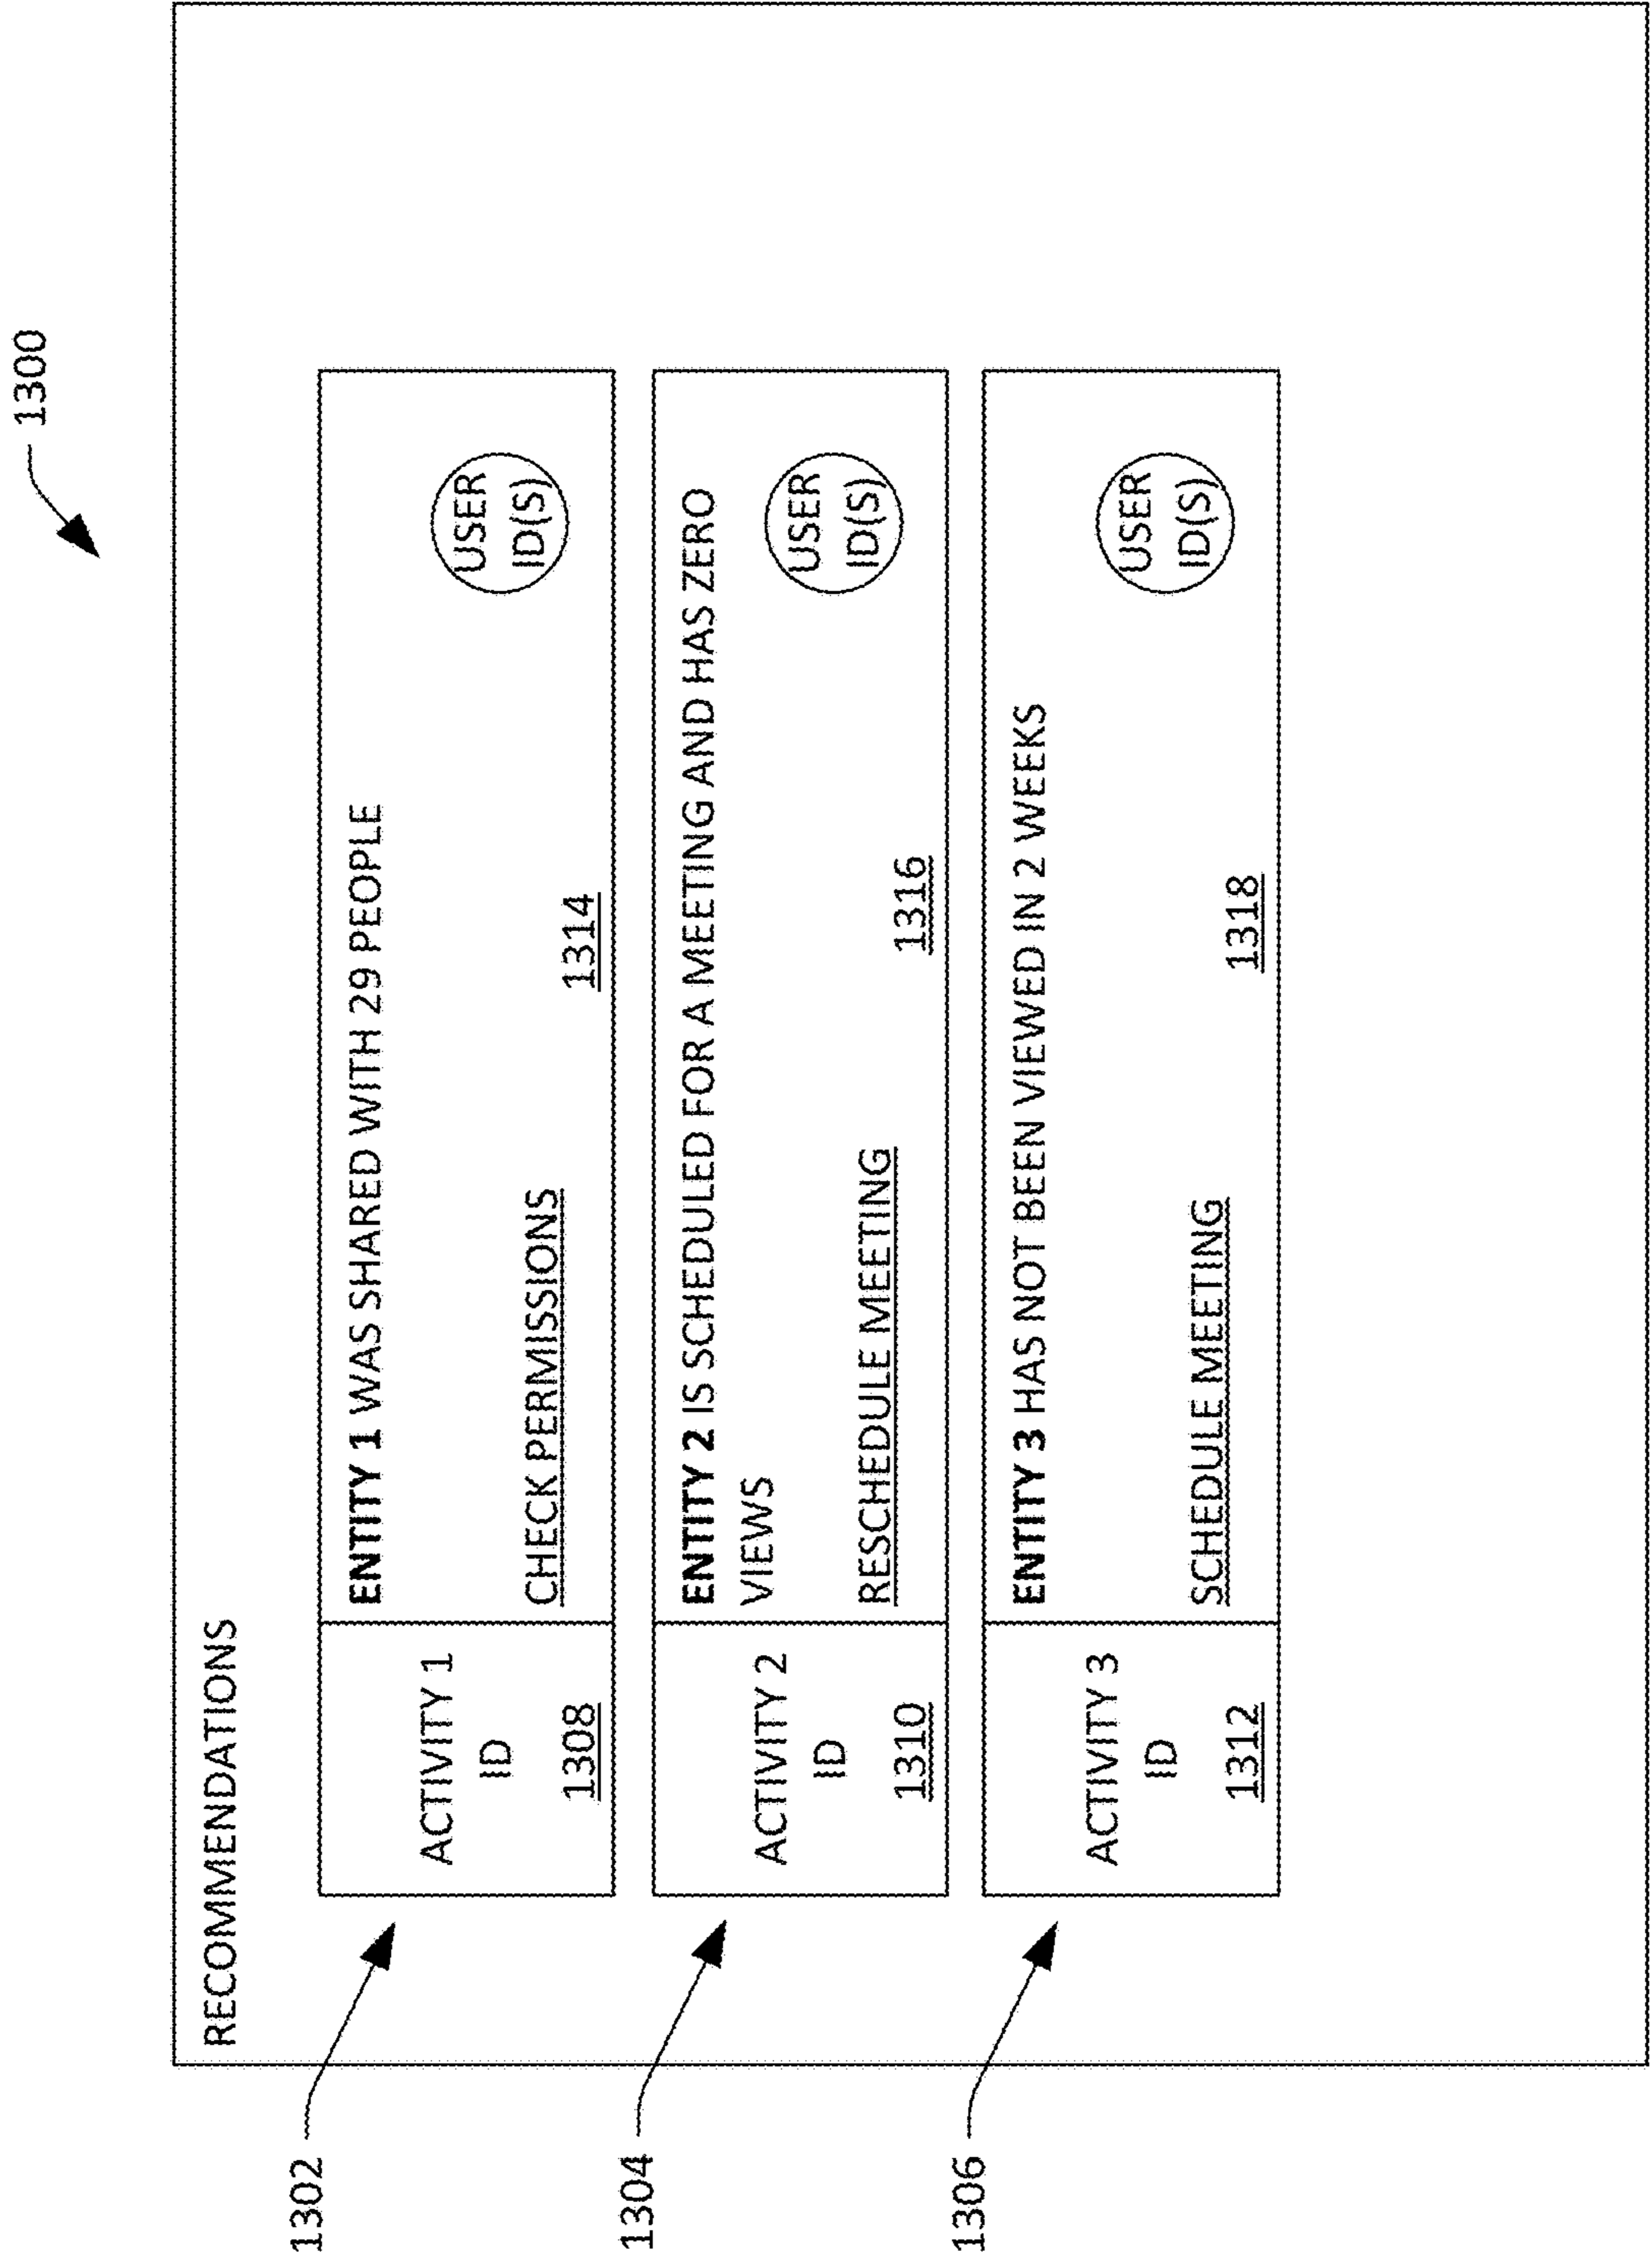 1300
RECOMMENDATIONS
1302
ACTIVITY 1
ID
1308
ENTITY 1 WAS SHARED WITH 29 PEOPLE
CHECK PERMISSIONS
1314
USER
ID(S)
1304
ACTIVITY 2
ID
1310
ENTITY 2 IS SCHEDULED FOR A MEETING AND HAS ZERO
VIEWS
RESCHEDULE MEETING
1316
USER
ID(S)
1306
ACTIVITY 3
ID
1312
ENTITY 3 HAS NOT BEEN VIEWED IN 2 WEEKS
SCHEDULE MEETING
1318
USER
ID(S)